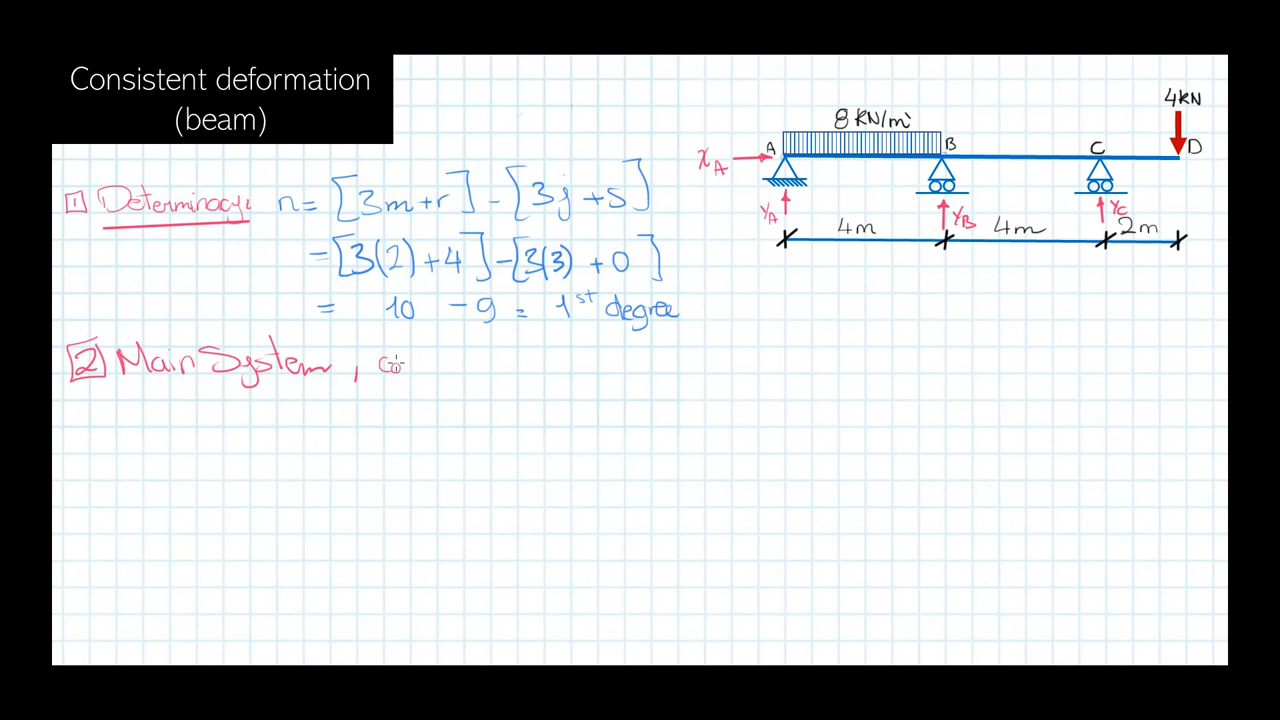 Consistent deformation
(beam)
1 Determinacy: n = [3m+r] - [3j+s]
= [3(2)+4] - [3(3)+0]
= 10 - 9 = 1st degree
2 Main System,
8 KN/m'
4KN
A
B
C
D
XA
YA
YB
YC
4m
4m
2m